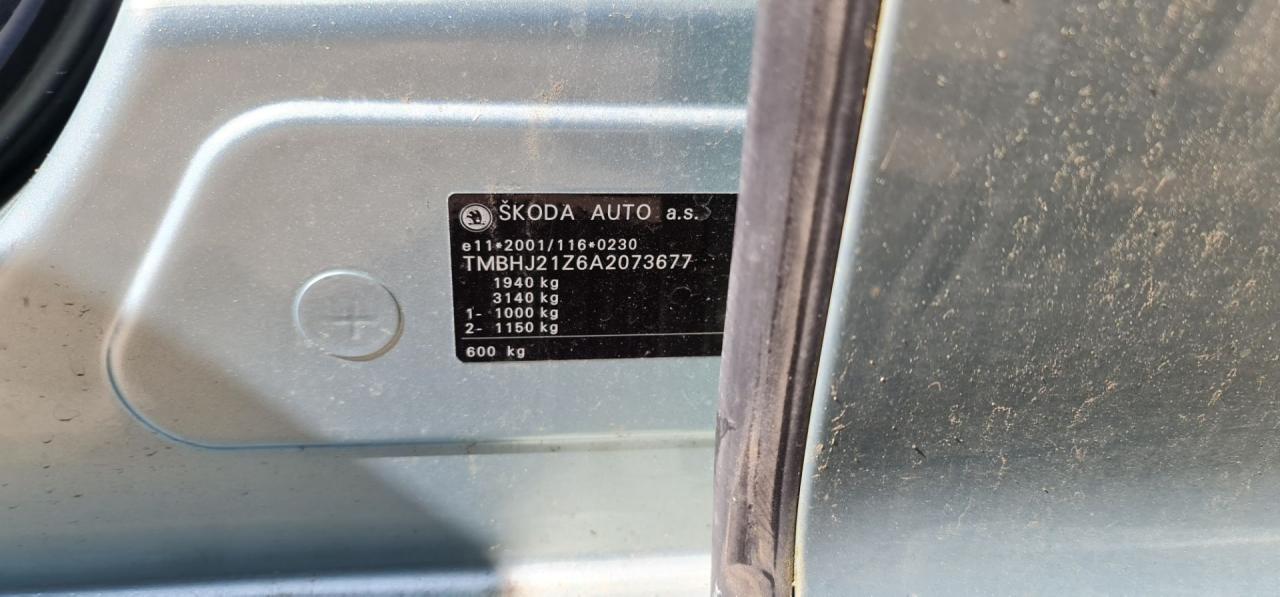 ŠKODA AUTO a.s.
e11*2001/116*0230
TMBHJ21Z6A2073677
1940 kg
3140 kg
1- 1000 kg
2- 1150 kg
600 kg